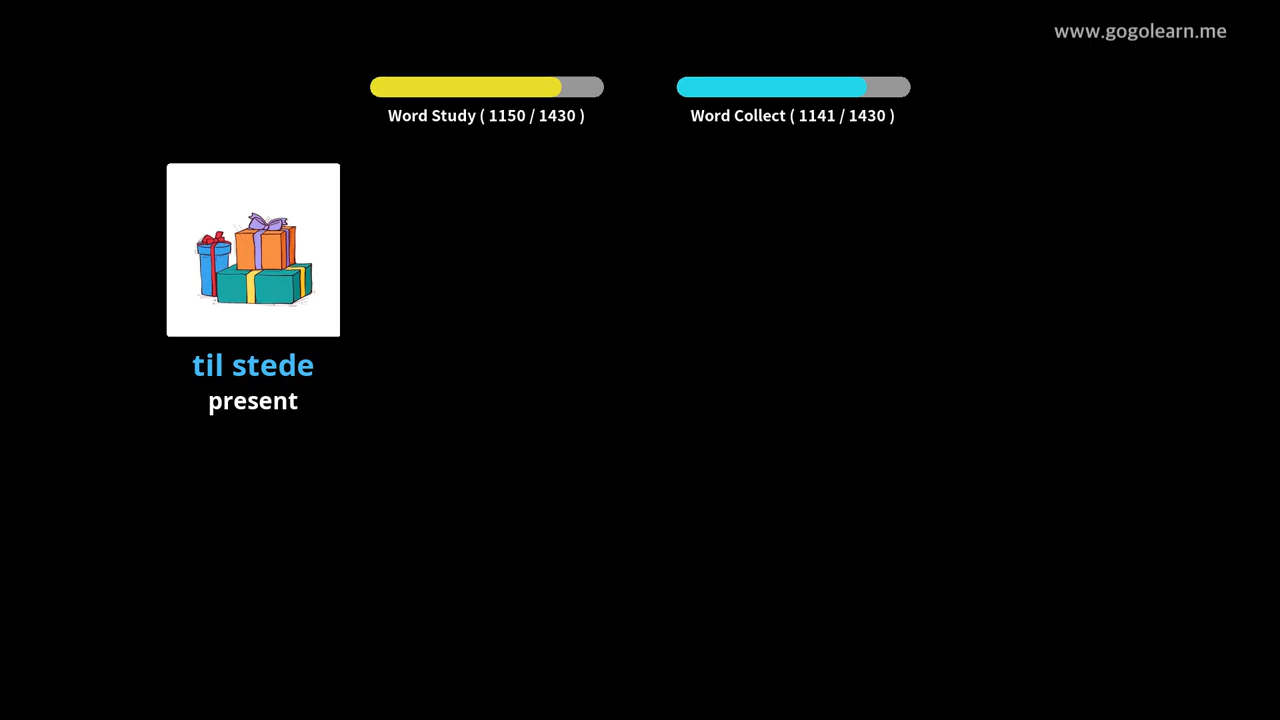 www.gogolearn.me
Word Study ( 1150 / 1430 )
Word Collect ( 1141 / 1430 )
til stede
present